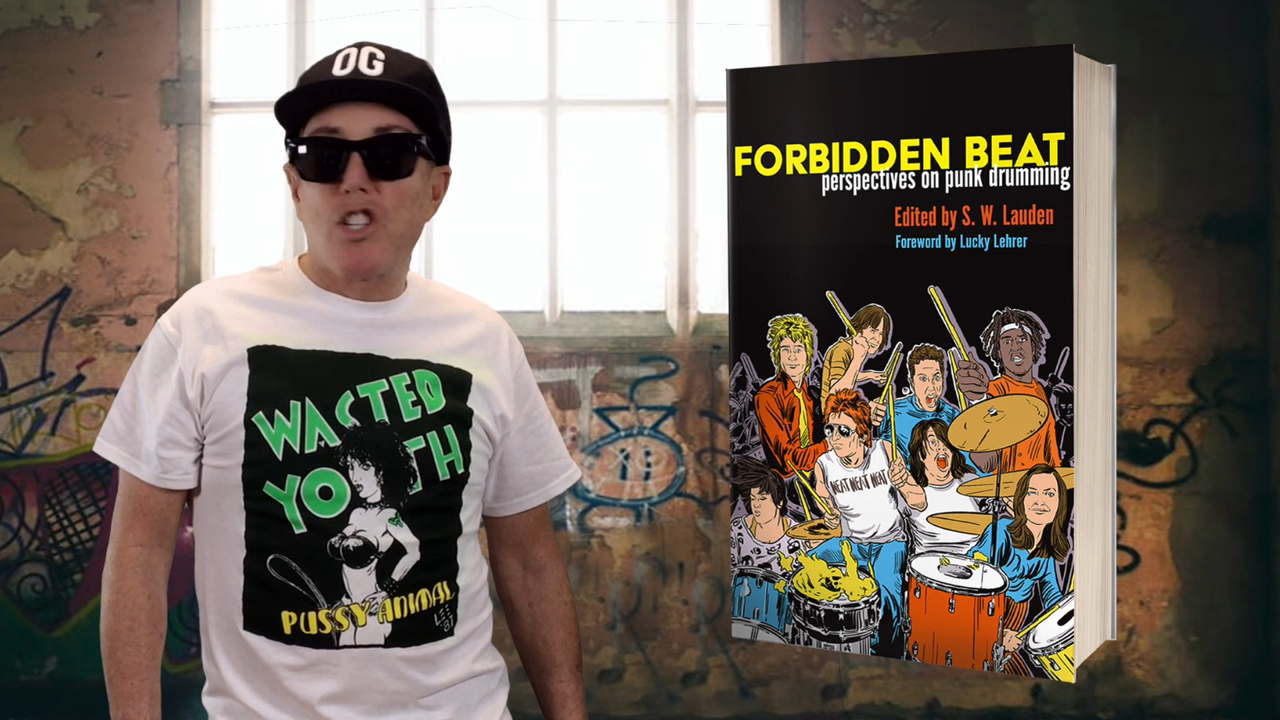 OG
WASTED
YOUTH
PUSSY ANIMAL
FORBIDDEN BEAT
perspectives on punk drumming
Edited by S. W. Lauden
Foreword by Lucky Lehrer
NEAT NEAT NEAT